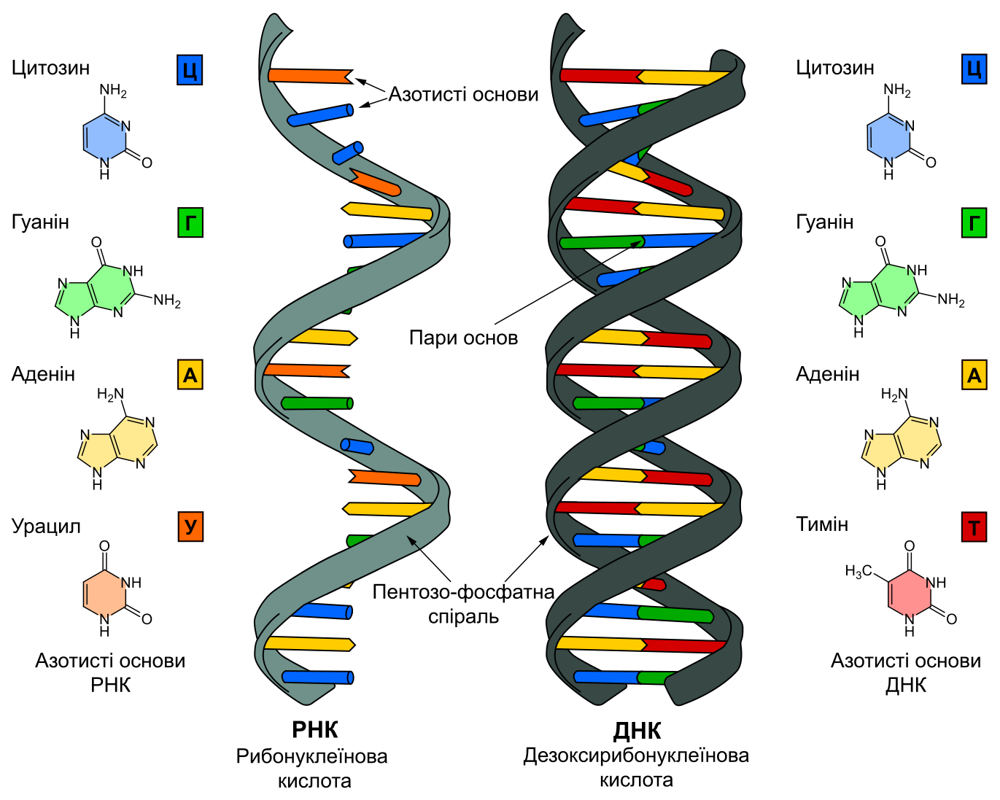 Цитозин
Ц
NH2
N
N
H
O
Гуанін
Г
O
N
NH
N
H
N
NH2
Аденін
А
H2N
N
N
N
H
N
Урацил
У
O
NH
N
H
O
Азотисті основи
РНК
Азотисті основи
Пари основ
Пентозо-фосфатна
спіраль
РНК
Рибонуклеїнова
кислота
ДНК
Дезоксирибонуклеїнова
кислота
Цитозин
Ц
NH2
N
N
H
O
Гуанін
Г
O
N
NH
N
H
N
NH2
Аденін
А
H2N
N
N
N
H
N
Тимін
Т
O
H3C
NH
N
H
O
Азотисті основи
ДНК